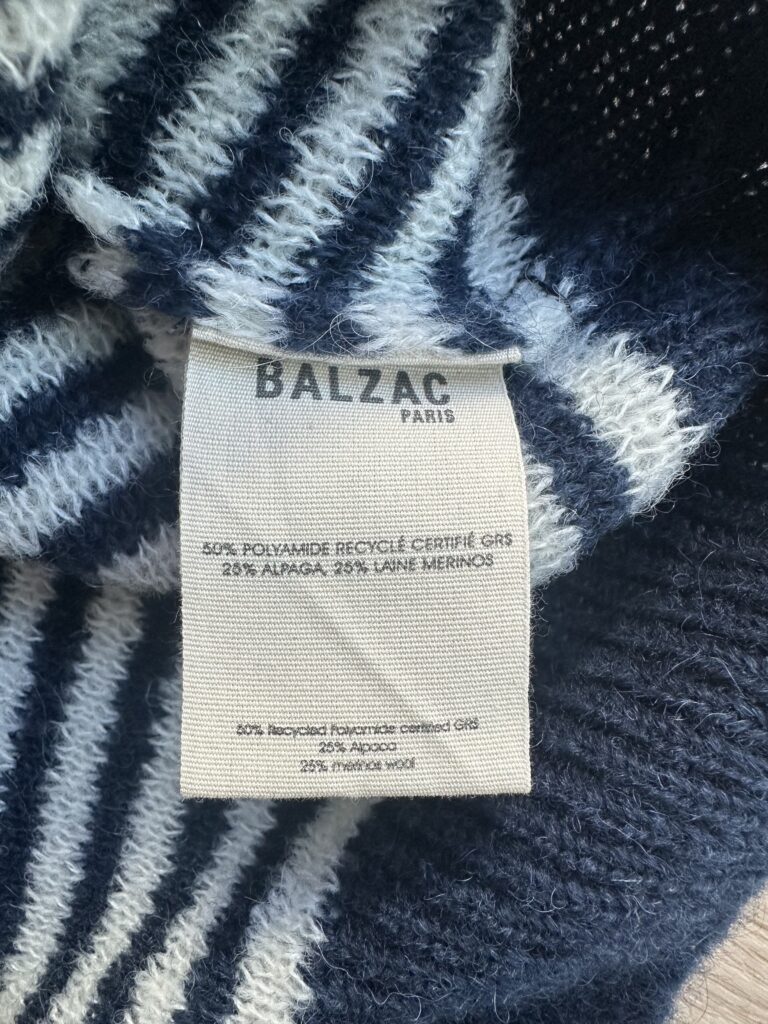 BALZAC
PARIS
50% POLYAMIDE RECYCLÉ CERTIFIÉ GRS
25% ALPAGA, 25% LAINE MERINOS
50% Recycled Polyamide certified GRS
25% Alpaca
25% merinos wool